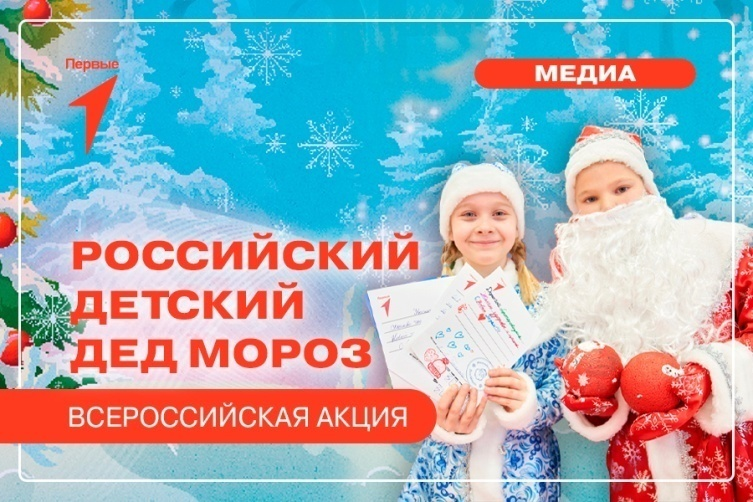 Первые
МЕДИА
РОССИЙСКИЙ
ДЕТСКИЙ
ДЕД МОРОЗ
ВСЕРОССИЙСКАЯ АКЦИЯ